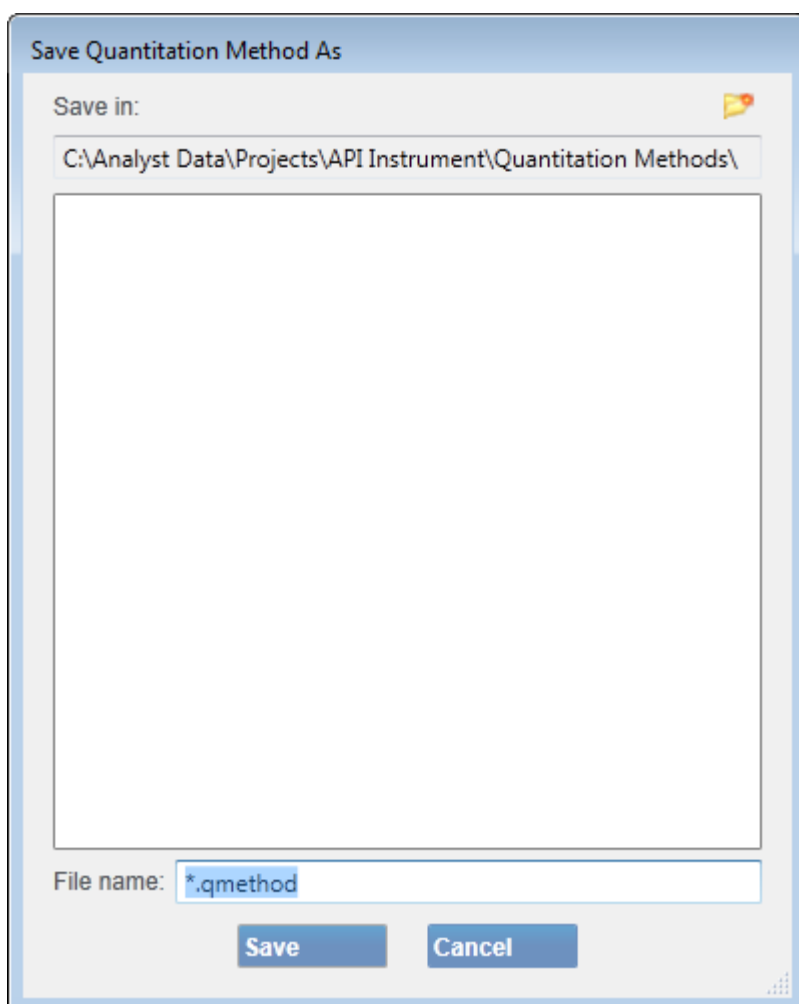 Save Quantitation Method As
Save in:
C:\Analyst Data\Projects\API Instrument\Quantitation Methods\
File name: *.qmethod
Save Cancel